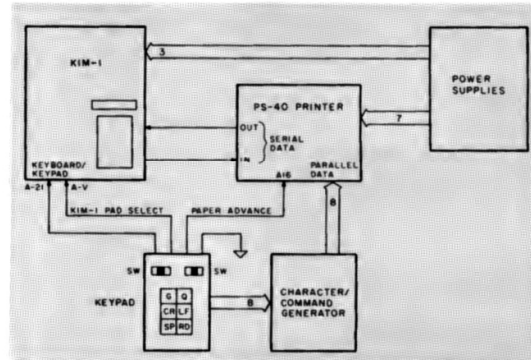 KIM-1
3
POWER
SUPPLIES
PS-40 PRINTER
7
OUT
SERIAL
DATA
IN
KEYBOARD/
KEYPAD
A-21
A-V
A16
PARALLEL
DATA
KIM-1 PAD SELECT
PAPER ADVANCE
8
SW
SW
KEYPAD
G Q
CR LF
SP RD
8
CHARACTER/
COMMAND
GENERATOR